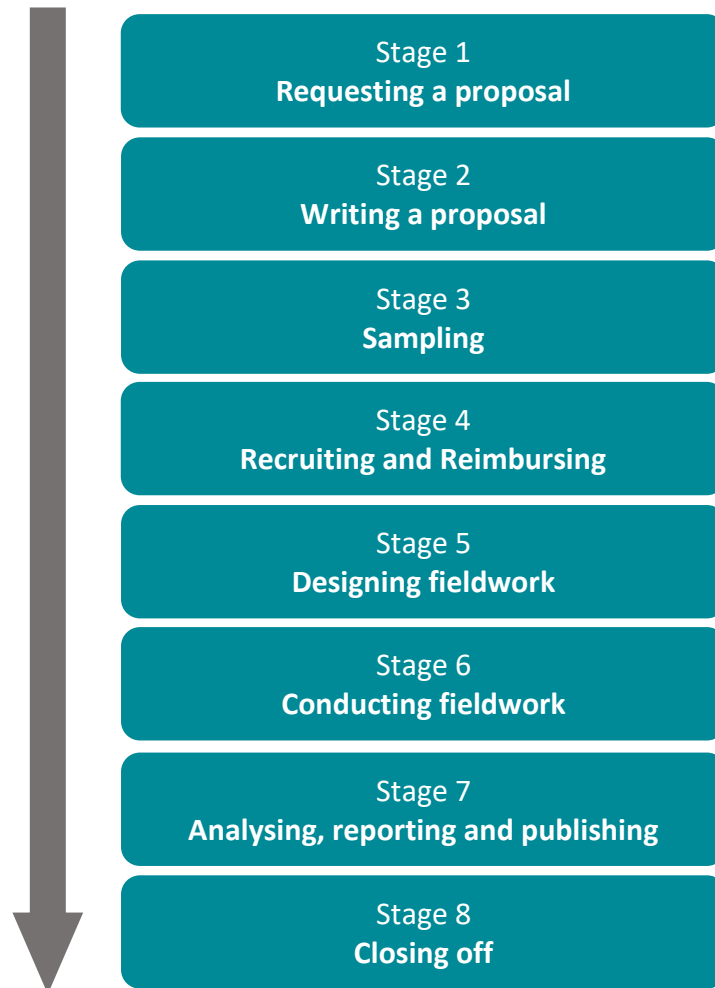 Stage 1
Requesting a proposal
Stage 2
Writing a proposal
Stage 3
Sampling
Stage 4
Recruiting and Reimbursing
Stage 5
Designing fieldwork
Stage 6
Conducting fieldwork
Stage 7
Analysing, reporting and publishing
Stage 8
Closing off